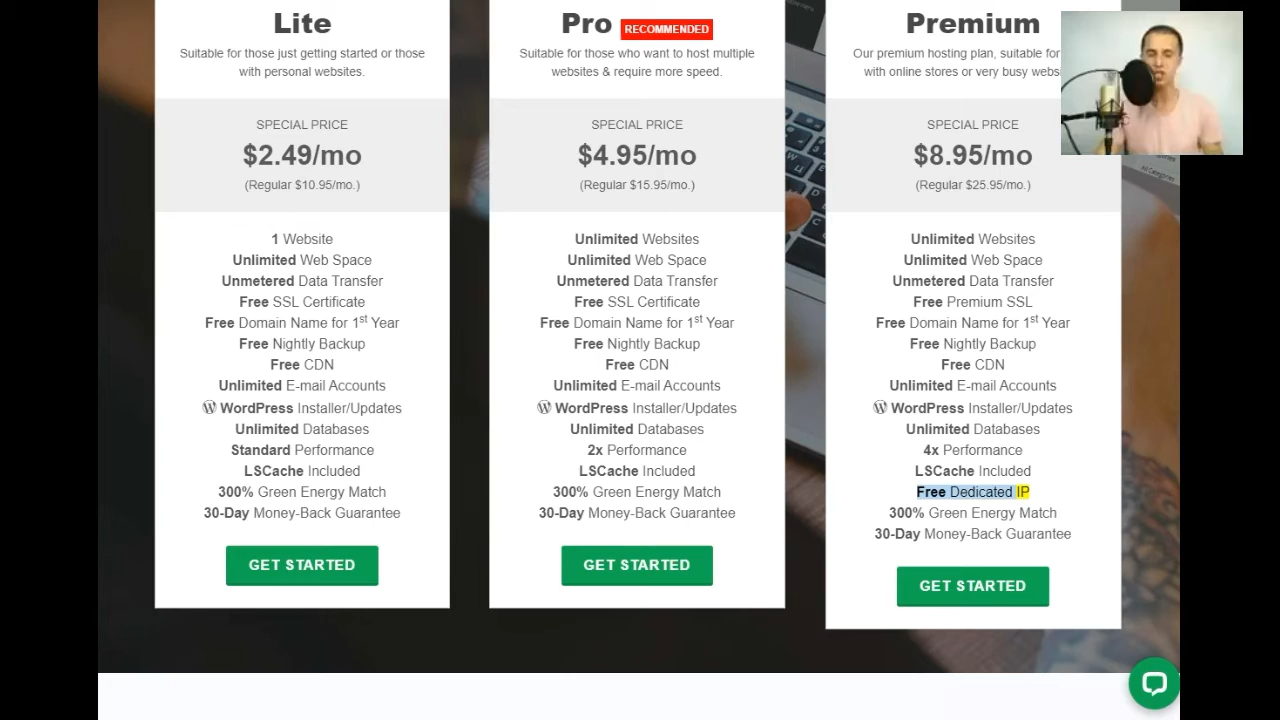 Lite
Suitable for those just getting started or those
with personal websites.
SPECIAL PRICE
$2.49/mo
(Regular $10.95/mo.)
1 Website
Unlimited Web Space
Unmetered Data Transfer
Free SSL Certificate
Free Domain Name for 1st Year
Free Nightly Backup
Free CDN
Unlimited E-mail Accounts
WordPress Installer/Updates
Unlimited Databases
Standard Performance
LSCache Included
300% Green Energy Match
30-Day Money-Back Guarantee
GET STARTED
Pro RECOMMENDED
Suitable for those who want to host multiple
websites & require more speed.
SPECIAL PRICE
$4.95/mo
(Regular $15.95/mo.)
Unlimited Websites
Unlimited Web Space
Unmetered Data Transfer
Free SSL Certificate
Free Domain Name for 1st Year
Free Nightly Backup
Free CDN
Unlimited E-mail Accounts
WordPress Installer/Updates
Unlimited Databases
2x Performance
LSCache Included
300% Green Energy Match
30-Day Money-Back Guarantee
GET STARTED
Premium
Our premium hosting plan, suitable for
with online stores or very busy
SPECIAL PRICE
$8.95/mo
(Regular $25.95/mo.)
Unlimited Websites
Unlimited Web Space
Unmetered Data Transfer
Free Premium SSL
Free Domain Name for 1st Year
Free Nightly Backup
Free CDN
Unlimited E-mail Accounts
WordPress Installer/Updates
Unlimited Databases
4x Performance
LSCache Included
Free Dedicated IP
300% Green Energy Match
30-Day Money-Back Guarantee
GET STARTED